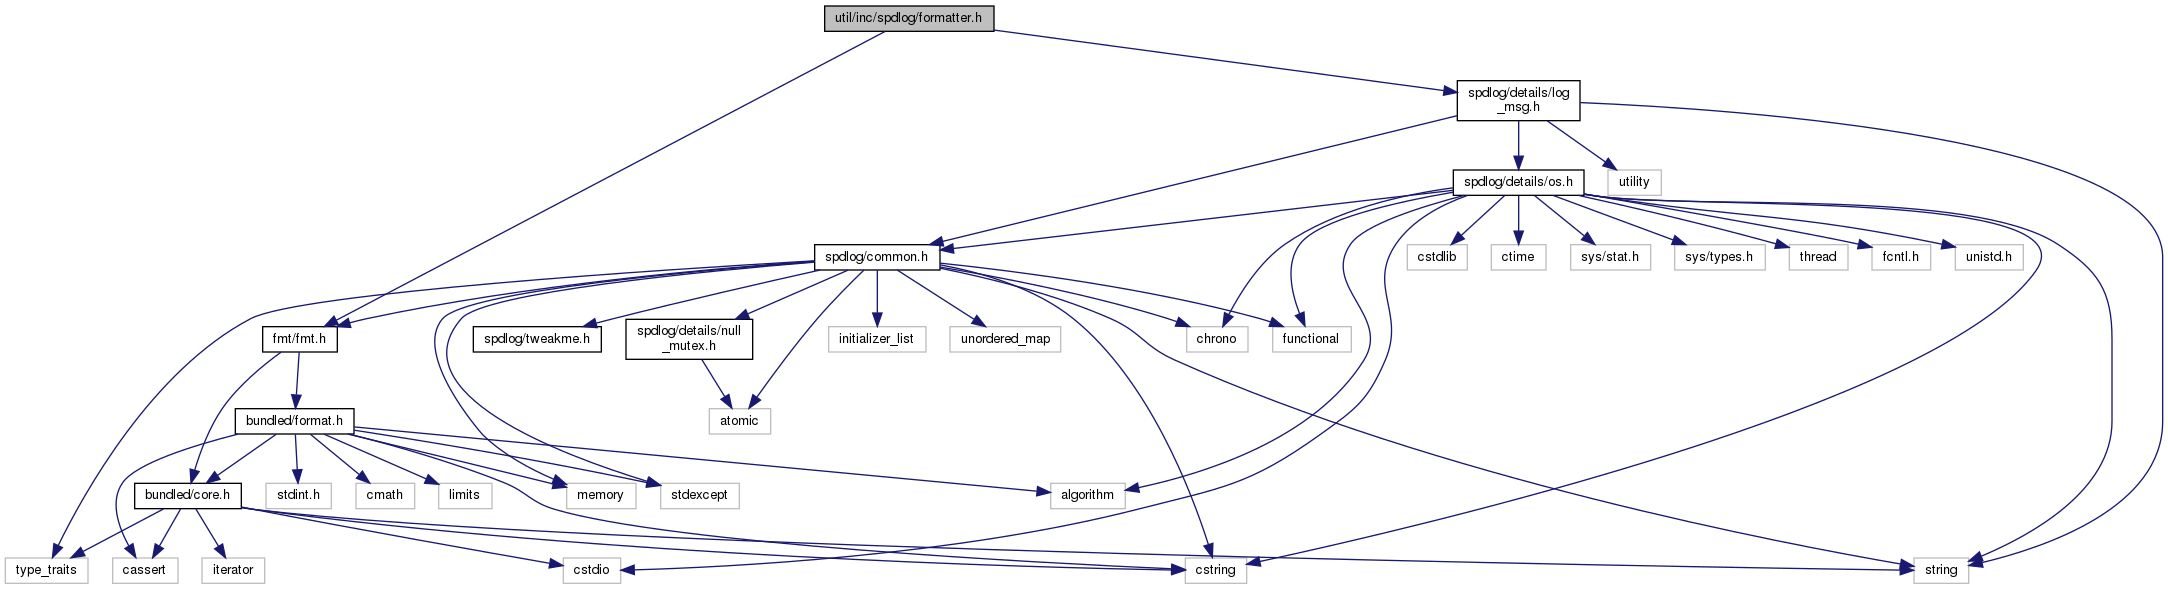 util/inc/spdlog/formatter.h
spdlog/details/log
_msg.h
spdlog/details/os.h
utility
spdlog/common.h
cstdlib
ctime
sys/stat.h
sys/types.h
thread
fcntl.h
unistd.h
fmt/fmt.h
spdlog/tweakme.h
spdlog/details/null
_mutex.h
initializer_list
unordered_map
chrono
functional
bundled/format.h
atomic
bundled/core.h
stdint.h
cmath
limits
memory
stdexcept
algorithm
type_traits
cassert
iterator
cstdio
cstring
string